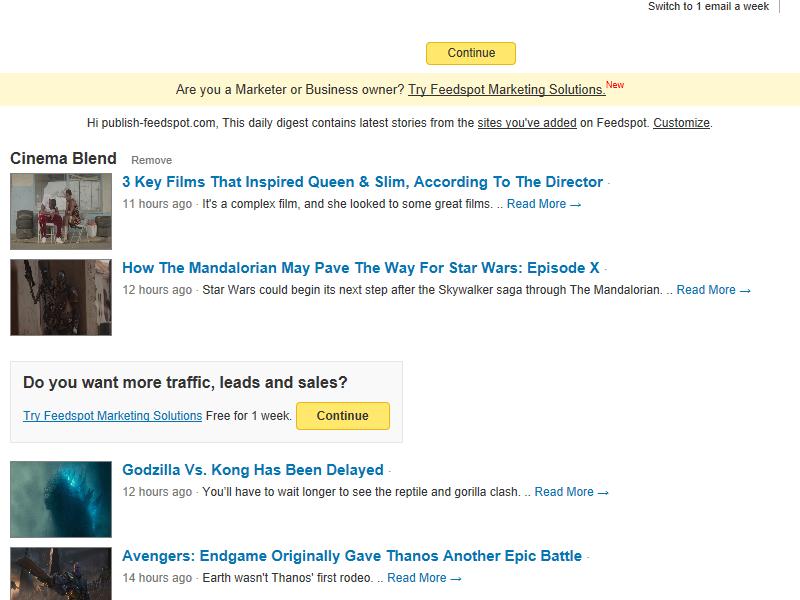 Switch to 1 email a week
Continue
Are you a Marketer or Business owner? Try Feedspot Marketing Solutions.New
Hi publish-feedspot.com, This daily digest contains latest stories from the sites you've added on Feedspot. Customize.
Cinema Blend Remove
3 Key Films That Inspired Queen & Slim, According To The Director ·
11 hours ago · It's a complex film, and she looked to some great films. .. Read More →
How The Mandalorian May Pave The Way For Star Wars: Episode X ·
12 hours ago · Star Wars could begin its next step after the Skywalker saga through The Mandalorian. .. Read More →
Do you want more traffic, leads and sales?
Try Feedspot Marketing Solutions Free for 1 week. Continue
Godzilla Vs. Kong Has Been Delayed ·
12 hours ago · You'll have to wait longer to see the reptile and gorilla clash. .. Read More →
Avengers: Endgame Originally Gave Thanos Another Epic Battle ·
14 hours ago · Earth wasn't Thanos' first rodeo. .. Read More →